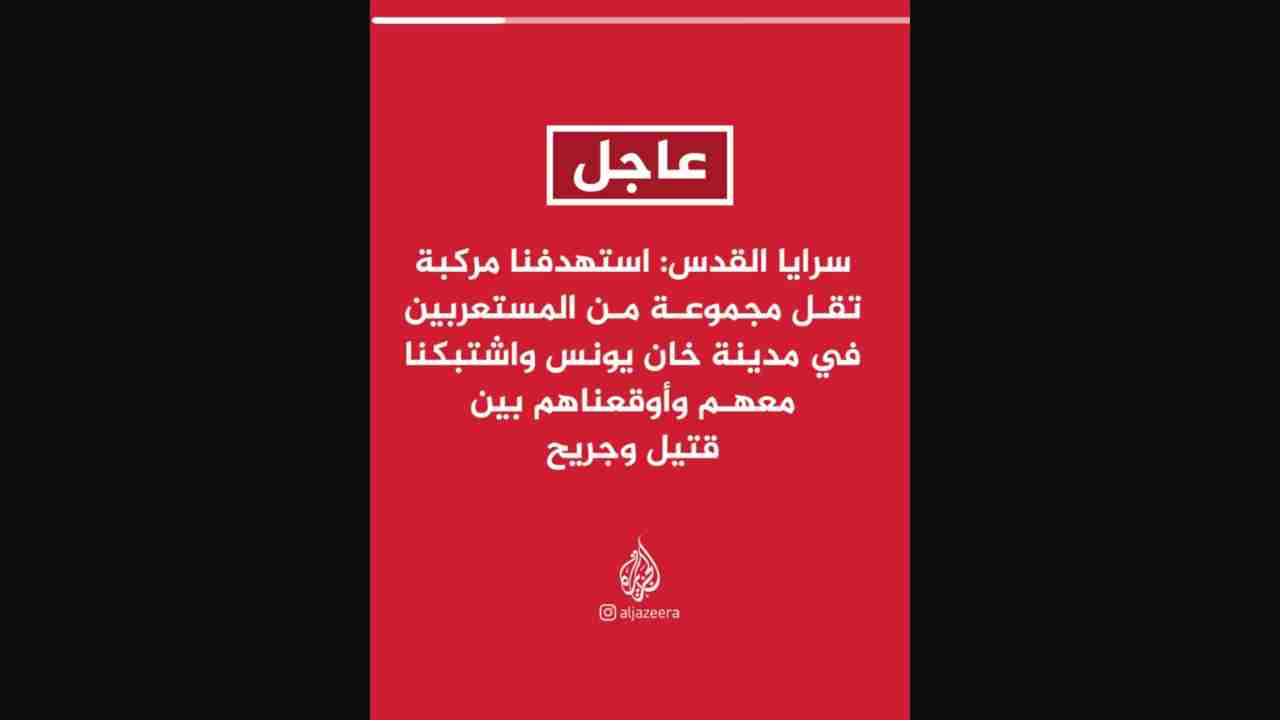 عاجل
سرايا القدس: استهدفنا مركبة
تقل مجموعة من المستعربين
في مدينة خان يونس واشتبكنا
معهم وأوقعناهم بين
قتيل وجريح
الجزيرة
aljazeera